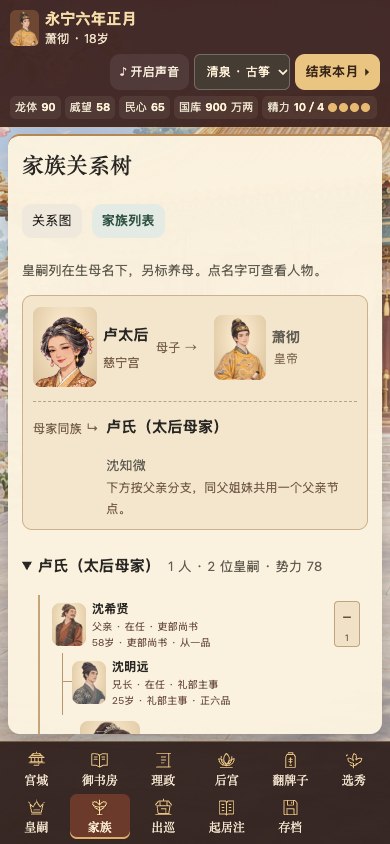 永宁六年正月
萧彻 · 18岁
♪ 开启声音
清泉 · 古筝
结束本月 ›
龙体 90
威望 58
民心 65
国库 900 万两
精力 10 / 4
家族关系树
关系图
家族列表
皇嗣列在生母名下，另标养母。点名字可查看人物。
卢太后
慈宁宫
母子 →
萧彻
皇帝
母家同族 ↳ 卢氏（太后母家）
沈知微
下方按父亲分支，同父姐妹共用一个父亲节
点。
▼ 卢氏（太后母家） 1 人 · 2 位皇嗣 · 势力 78
沈希贤
父亲 · 在任 · 吏部尚书
58岁 · 吏部尚书 · 从一品
−
1
沈明远
兄长 · 在任 · 礼部主事
25岁 · 礼部主事 · 正六品
宫城
御书房
理政
后宫
翻牌子
选秀
皇嗣
家族
出巡
起居注
存档